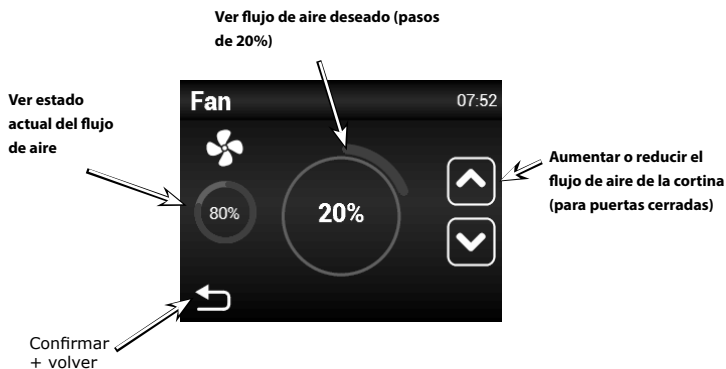 Ver flujo de aire deseado (pasos
de 20%)
Ver estado
actual del flujo
de aire
Fan
07:52
80%
20%
Aumentar o reducir el
flujo de aire de la cortina
(para puertas cerradas)
Confirmar
+ volver